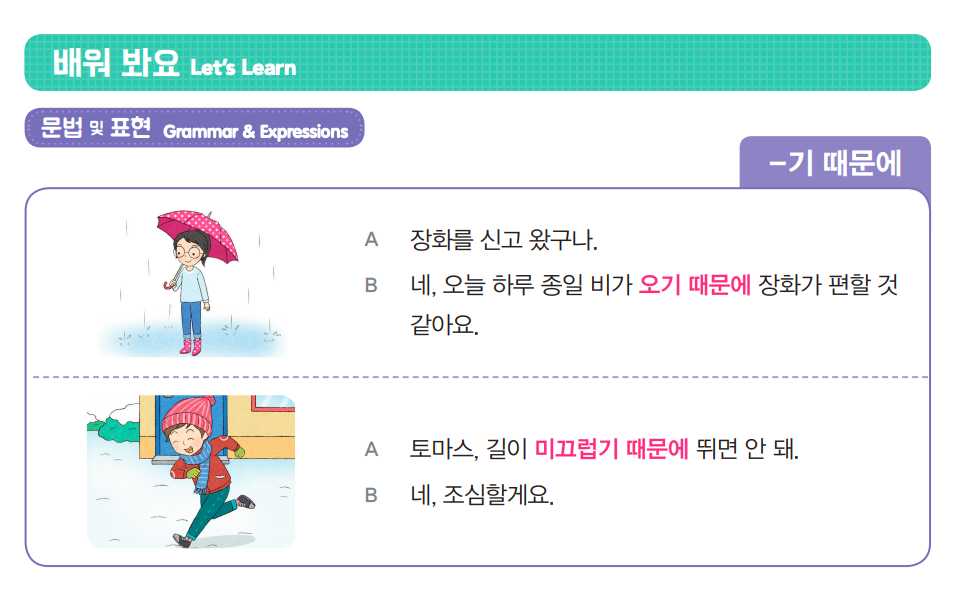 배워 봐요 Let's Learn
문법 및 표현 Grammar & Expressions
–기 때문에
A 장화를 신고 왔구나.
B 네, 오늘 하루 종일 비가 오기 때문에 장화가 편할 것
같아요.
A 토마스, 길이 미끄럽기 때문에 뛰면 안 돼.
B 네, 조심할게요.